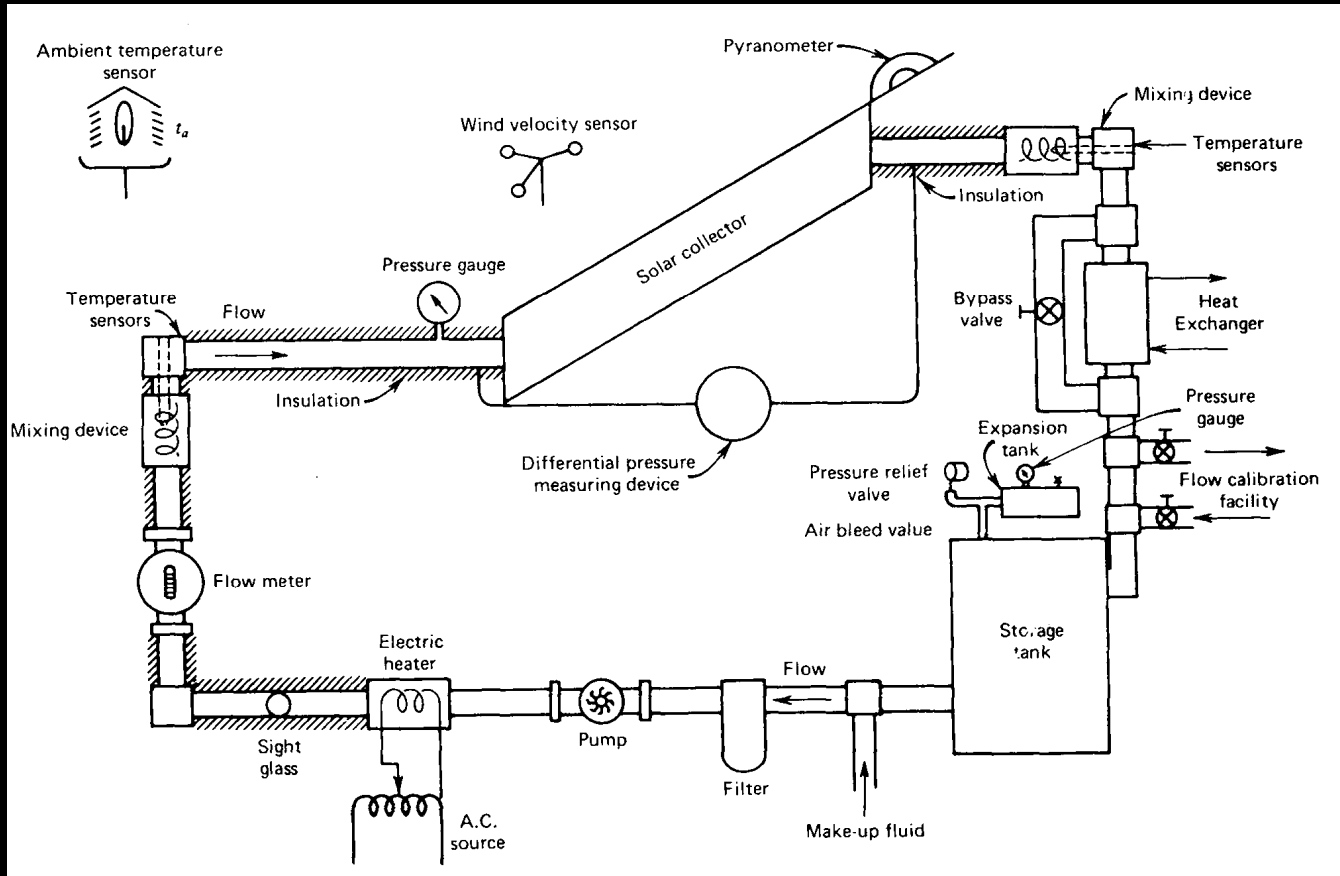 Ambient temperature
sensor
t_a
Pyranometer
Mixing device
Wind velocity sensor
Temperature
sensors
Insulation
Solar collector
Pressure gauge
Temperature
sensors
Flow
Bypass
valve
Heat
Exchanger
Insulation
Mixing device
Pressure
gauge
Expansion
tank
Differential pressure
measuring device
Pressure relief
valve
Flow calibration
facility
Air bleed value
Flow meter
Storage
tank
Electric
heater
Flow
Sight
glass
Pump
Filter
A.C.
source
Make-up fluid